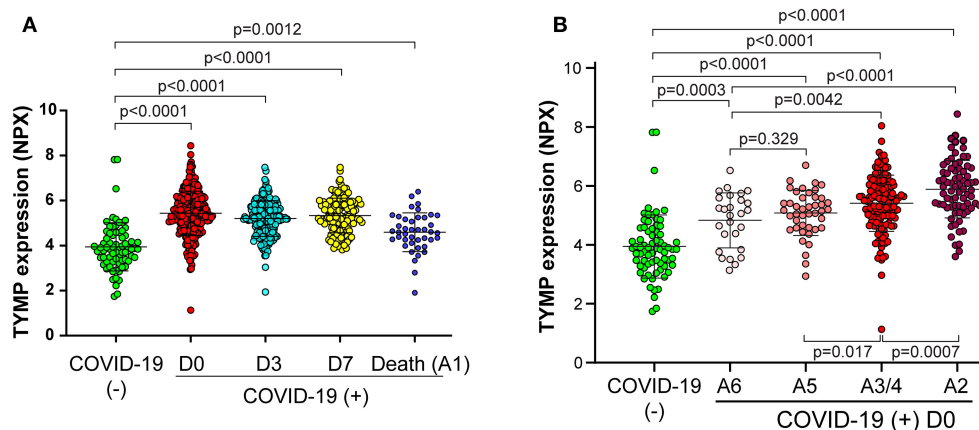 A
p=0.0012
p<0.0001
p<0.0001
p<0.0001
TYMP expression (NPX)
10
8
6
4
2
0
COVID-19
(-)
D0
D3
D7
Death (A1)
COVID-19 (+)
B
p<0.0001
p<0.0001
p<0.0001
p<0.0001
p=0.0003
p=0.0042
p=0.329
TYMP expression (NPX)
10
8
6
4
2
0
p=0.017
p=0.0007
COVID-19
(-)
A6
A5
A3/4
A2
COVID-19 (+) D0